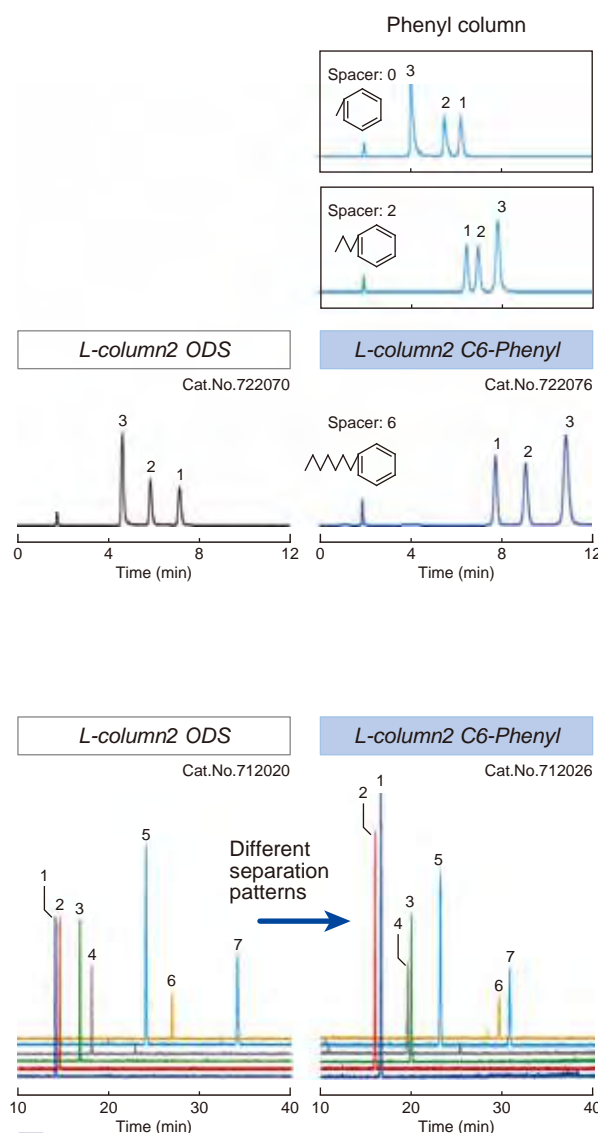 Phenyl column
Spacer: 0
3
2 1
Spacer: 2
1 2 3
L-column2 ODS
Cat.No.722070
3
2
1
0 4 8 12
Time (min)
L-column2 C6-Phenyl
Cat.No.722076
Spacer: 6
1
2
3
0 4 8 12
Time (min)
L-column2 ODS
Cat.No.712020
1
2
3
4
5
6
7
10 20 30 40
Time (min)
Different
separation
patterns
L-column2 C6-Phenyl
Cat.No.712026
2
1
4
3
5
6
7
10 20 30 40
Time (min)